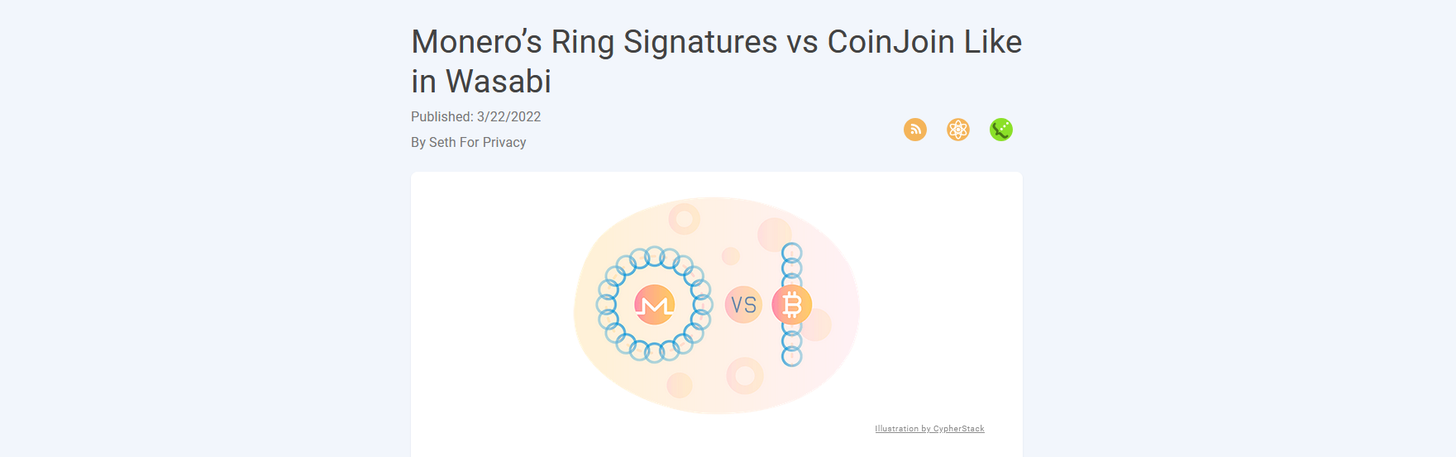 Monero’s Ring Signatures vs CoinJoin Like
in Wasabi
Published: 3/22/2022
By Seth For Privacy
VS
Illustration by CypherStack